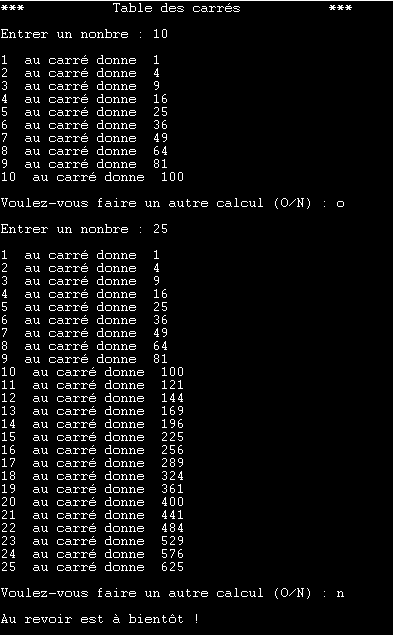 ***           Table des carrés           ***
Entrer un nonbre : 10
1  au carré donne  1
2  au carré donne  4
3  au carré donne  9
4  au carré donne  16
5  au carré donne  25
6  au carré donne  36
7  au carré donne  49
8  au carré donne  64
9  au carré donne  81
10  au carré donne  100
Voulez-vous faire un autre calcul (O/N) : o
Entrer un nonbre : 25
1  au carré donne  1
2  au carré donne  4
3  au carré donne  9
4  au carré donne  16
5  au carré donne  25
6  au carré donne  36
7  au carré donne  49
8  au carré donne  64
9  au carré donne  81
10  au carré donne  100
11  au carré donne  121
12  au carré donne  144
13  au carré donne  169
14  au carré donne  196
15  au carré donne  225
16  au carré donne  256
17  au carré donne  289
18  au carré donne  324
19  au carré donne  361
20  au carré donne  400
21  au carré donne  441
22  au carré donne  484
23  au carré donne  529
24  au carré donne  576
25  au carré donne  625
Voulez-vous faire un autre calcul (O/N) : n
Au revoir est à bientôt !